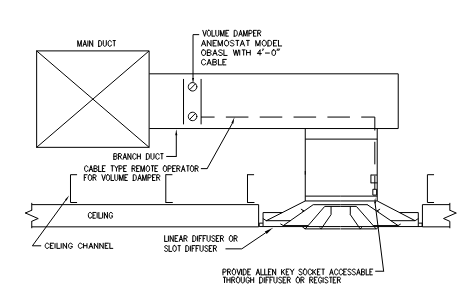 VOLUME DAMPER
ANEMOSTAT MODEL
OBASL WITH 4'-0"
CABLE
MAIN DUCT
BRANCH DUCT
CABLE TYPE REMOTE OPERATOR
FOR VOLUME DAMPER
CEILING
CEILING CHANNEL
LINEAR DIFFUSER OR
SLOT DIFFUSER
PROVIDE ALLEN KEY SOCKET ACCESSABLE
THROUGH DIFFUSER OR REGISTER